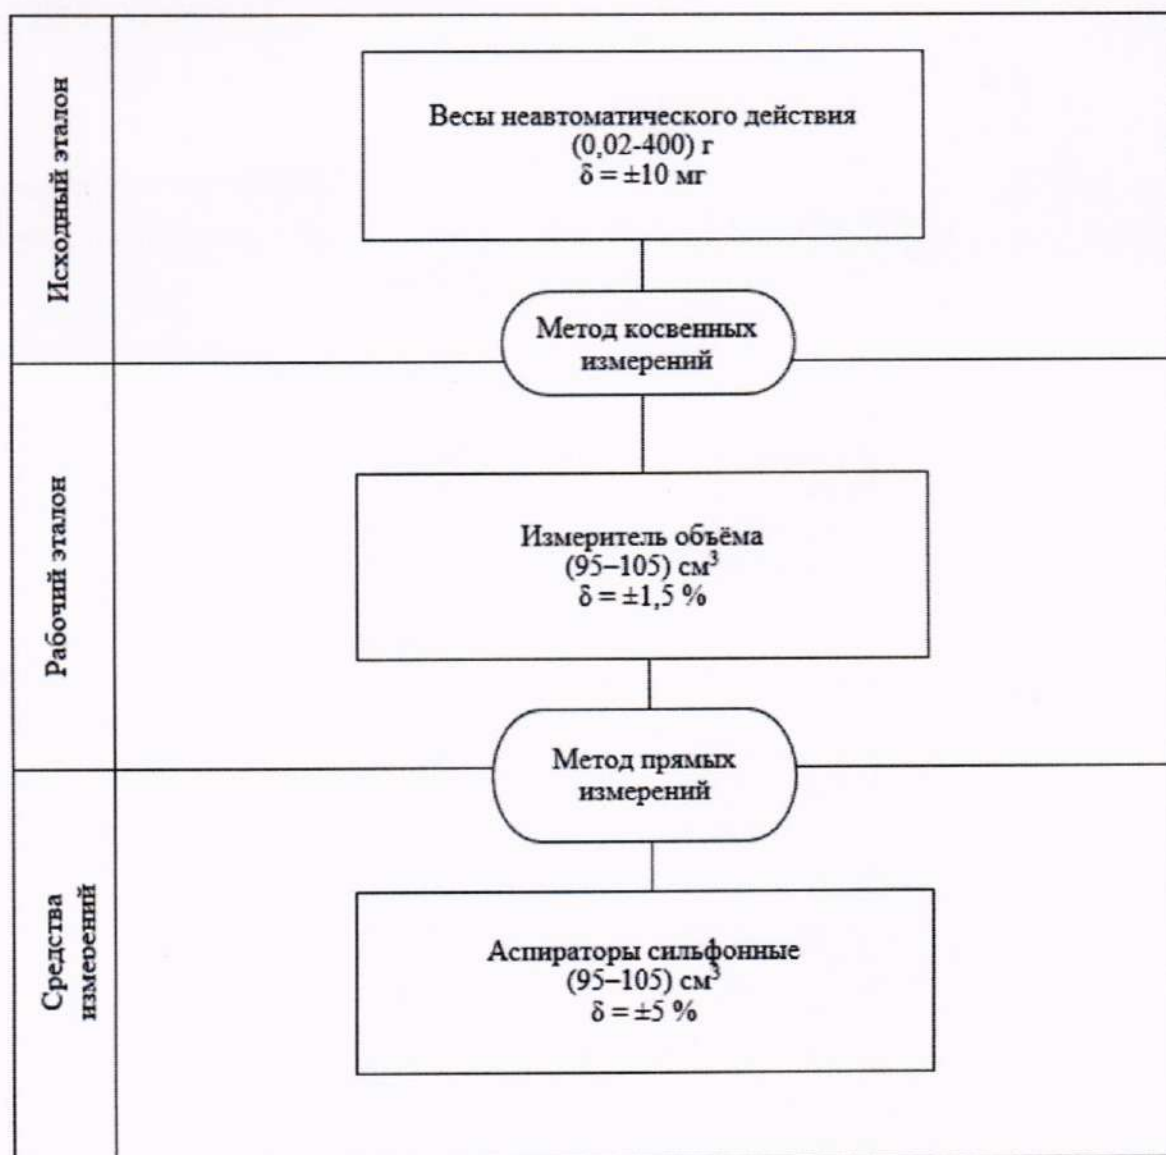 Исходный эталон
Весы неавтоматического действия
(0,02-400) г
δ = ±10 мг
Метод косвенных
измерений
Рабочий эталон
Измеритель объёма
(95–105) см³
δ = ±1,5 %
Метод прямых
измерений
Средства
измерений
Аспираторы сильфонные
(95–105) см³
δ = ±5 %